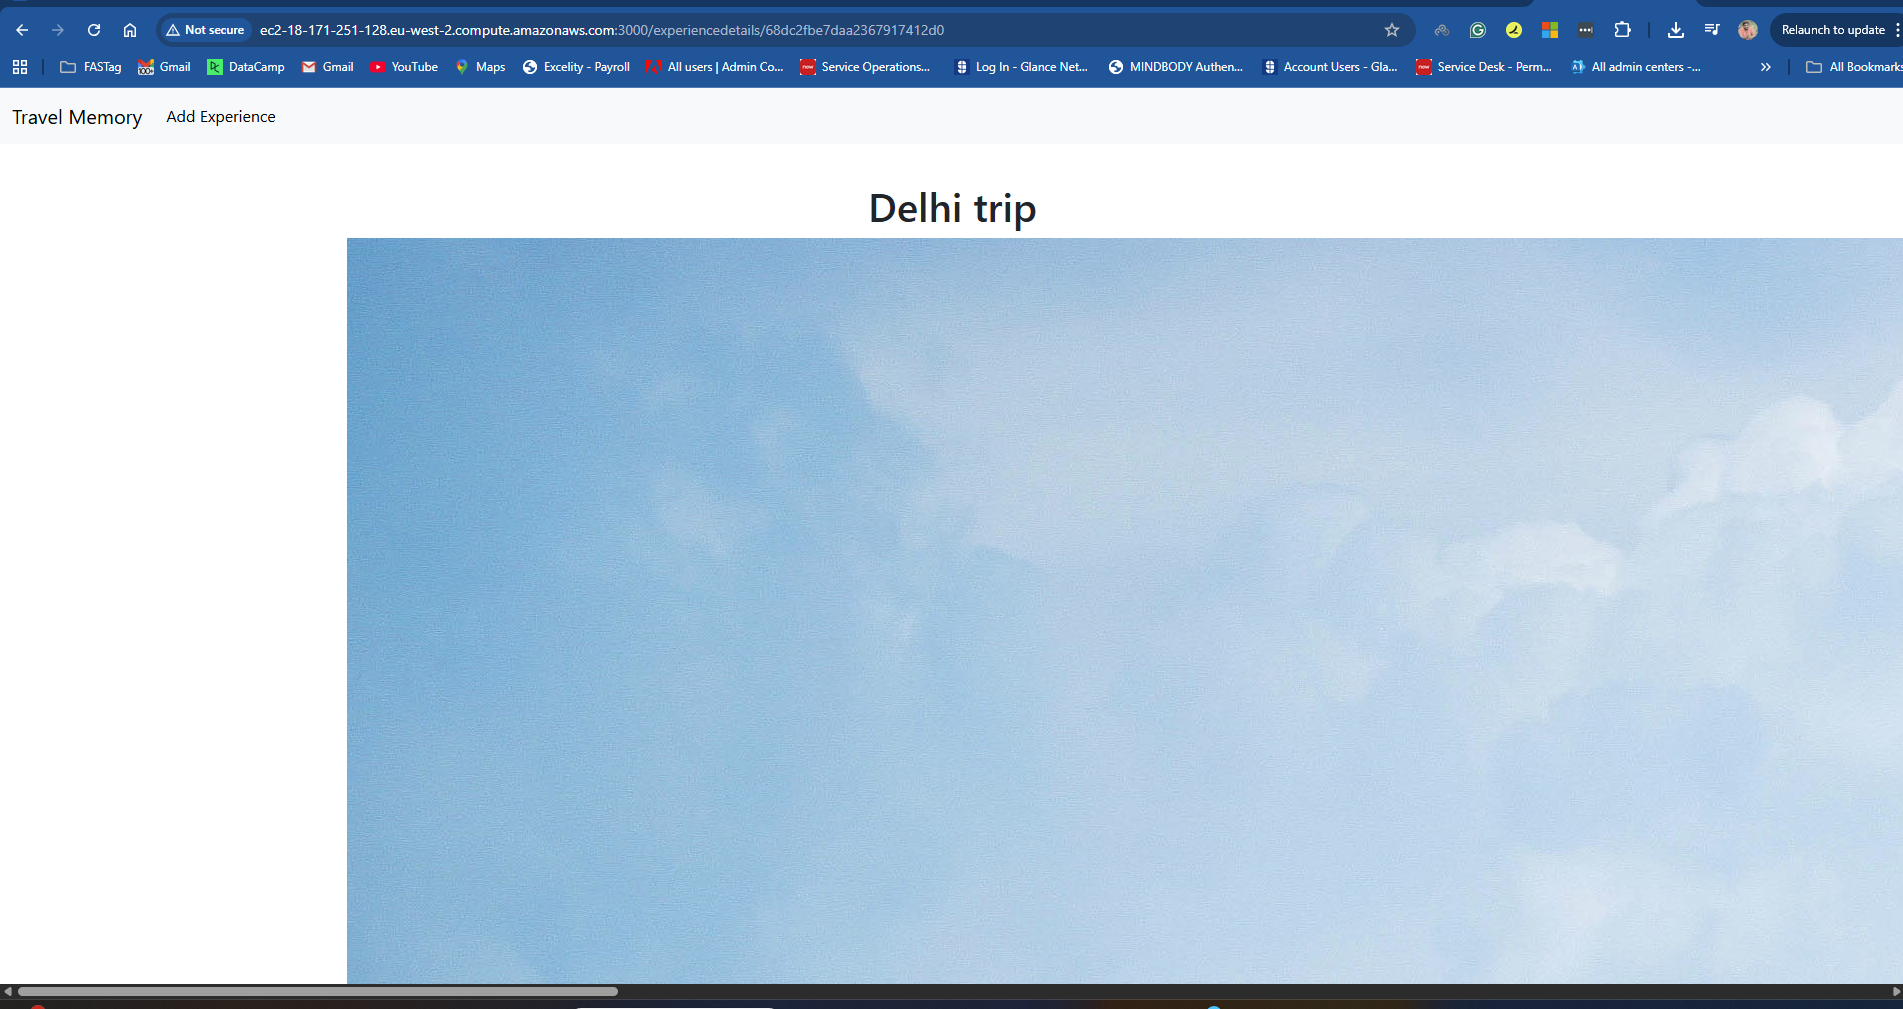 Not secure ec2-18-171-251-128.eu-west-2.compute.amazonaws.com:3000/experiencedetails/68dc2fbe7daa2367917412d0 Relaunch to update
FASTag Gmail DataCamp Gmail YouTube Maps Excelity - Payroll All users | Admin Co... Service Operations... Log In - Glance Net... MINDBODY Authen... Account Users - Gla... Service Desk - Perm... All admin centers -... » All Bookmarks
Travel Memory Add Experience
Delhi trip